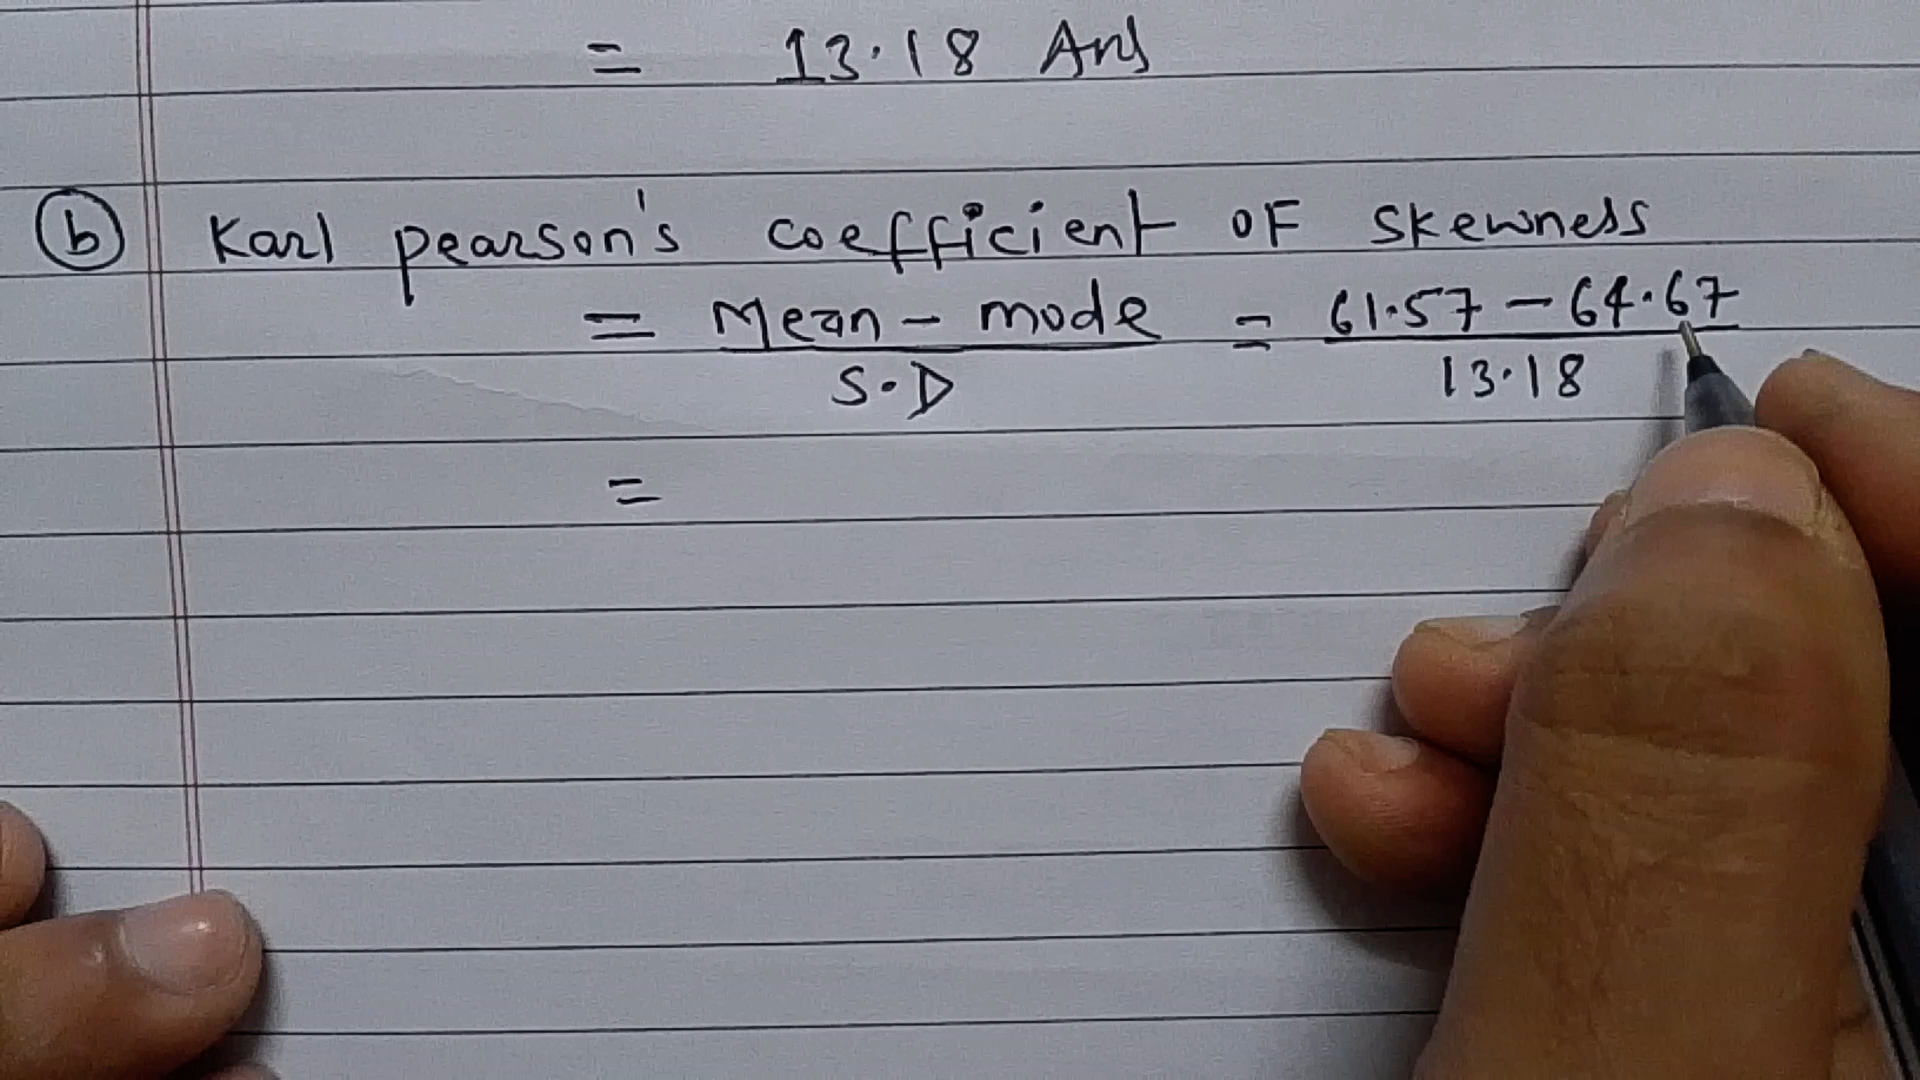 = 13.18 Ans
(b) Karl pearson's coefficient OF skewness
= Mean - mode / S.D = 61.57 - 64.67 / 13.18
=